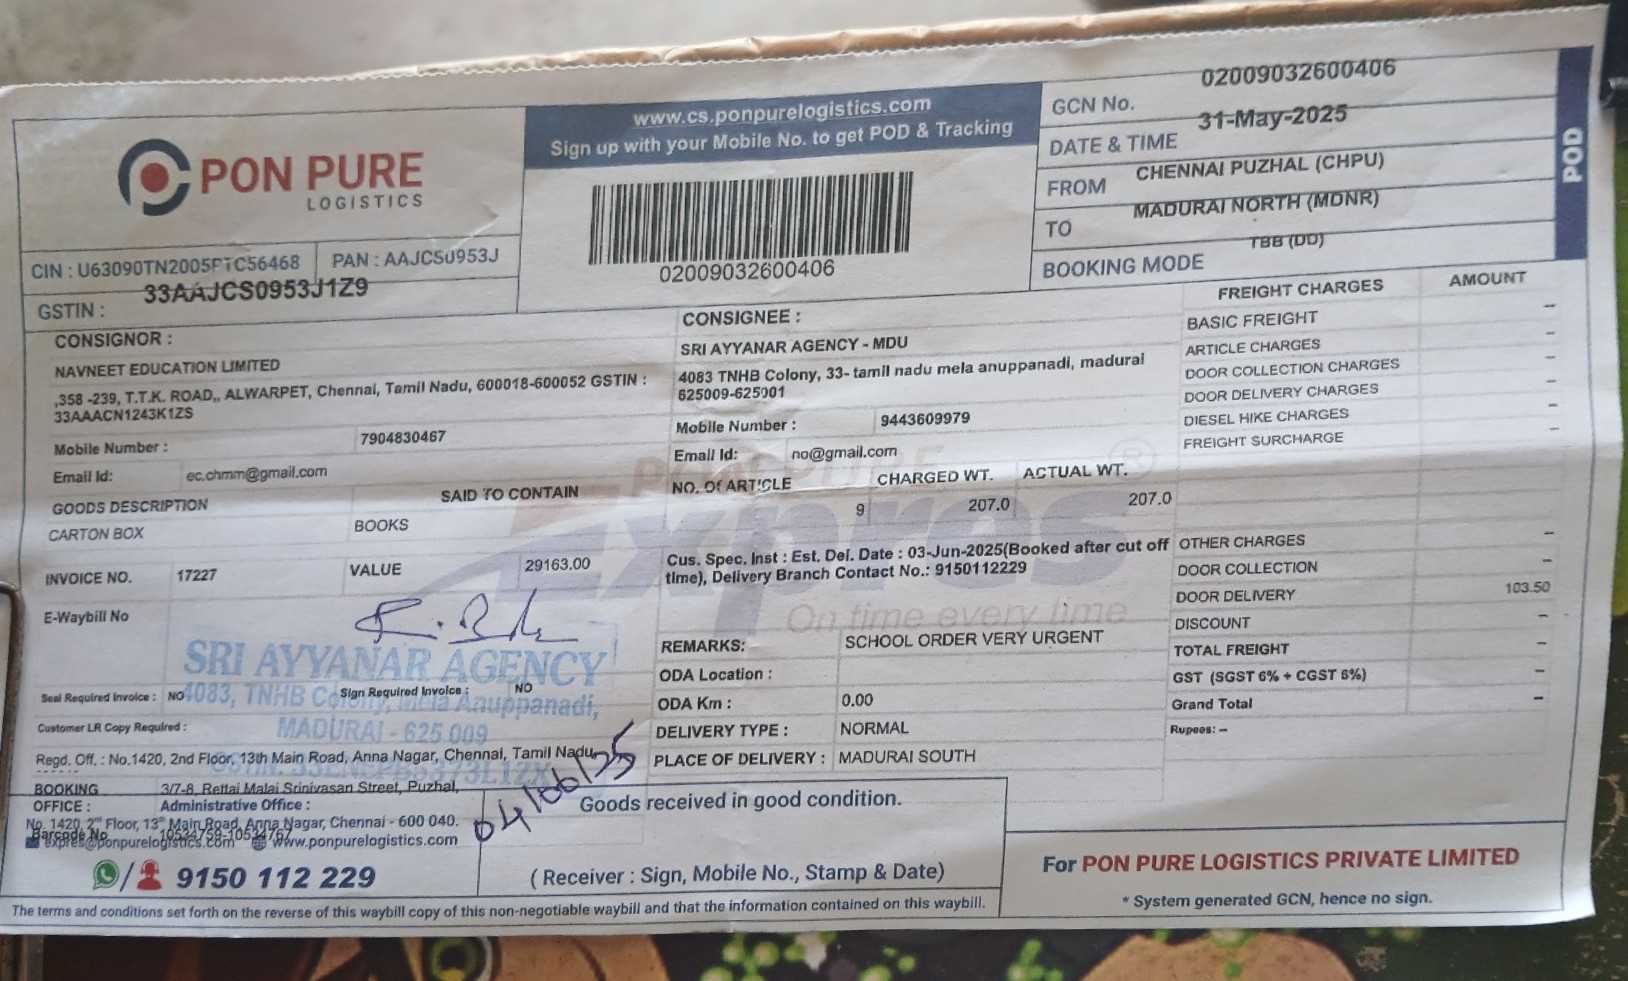 PON PURE
LOGISTICS
CIN : U63090TN2005PTC56468
PAN : AAJCS0953J
GSTIN : 33AAJCS0953J1Z9
www.cs.ponpurelogistics.com
Sign up with your Mobile No. to get POD & Tracking
02009032600406
GCN No. 02009032600406
DATE & TIME 31-May-2025
FROM CHENNAI PUZHAL (CHPU)
TO MADURAI NORTH (MDNR)
BOOKING MODE TBB (DD)
POD
CONSIGNOR :
NAVNEET EDUCATION LIMITED
,358 -239, T.T.K. ROAD,, ALWARPET, Chennai, Tamil Nadu, 600018-600052 GSTIN :
33AAACN1243K1ZS
Mobile Number : 7904830467
Email Id: ec.chmm@gmail.com
CONSIGNEE :
SRI AYYANAR AGENCY - MDU
4083 TNHB Colony, 33- tamil nadu mela anuppanadi, madurai
625009-625001
Mobile Number : 9443609979
Email Id: no@gmail.com
FREIGHT CHARGES AMOUNT
BASIC FREIGHT –
ARTICLE CHARGES –
DOOR COLLECTION CHARGES –
DOOR DELIVERY CHARGES –
DIESEL HIKE CHARGES –
FREIGHT SURCHARGE –
GOODS DESCRIPTION SAID TO CONTAIN
CARTON BOX BOOKS
NO. Of ARTICLE CHARGED WT. ACTUAL WT.
9 207.0 207.0
PON PURE
Expres
On time every time
INVOICE NO. 17227 VALUE 29163.00
Cus. Spec. Inst : Est. Del. Date : 03-Jun-2025(Booked after cut off
time), Delivery Branch Contact No.: 9150112229
OTHER CHARGES –
DOOR COLLECTION –
DOOR DELIVERY 103.50
DISCOUNT –
TOTAL FREIGHT –
GST (SGST 6% + CGST 6%) –
Grand Total –
Rupees: –
E-Waybill No
SRI AYYANAR AGENCY
4083, TNHB Colony, Mela Anuppanadi,
MADURAI - 625 009
Seal Required Invoice : NO Sign Required Invoice : NO
Customer LR Copy Required :
REMARKS: SCHOOL ORDER VERY URGENT
ODA Location :
ODA Km : 0.00
DELIVERY TYPE : NORMAL
PLACE OF DELIVERY : MADURAI SOUTH
Regd. Off. : No.1420, 2nd Floor, 13th Main Road, Anna Nagar, Chennai, Tamil Nadu,
BOOKING OFFICE : 3/7-8, Rettai Malai Srinivasan Street, Puzhal,
Administrative Office :
No. 1420, 2nd Floor, 13th Main Road, Anna Nagar, Chennai - 600 040.
Barcode No 10534759-10534767
expres@ponpurelogistics.com www.ponpurelogistics.com
9150 112 229
04/06/25
Goods received in good condition.
( Receiver : Sign, Mobile No., Stamp & Date)
For PON PURE LOGISTICS PRIVATE LIMITED
* System generated GCN, hence no sign.
The terms and conditions set forth on the reverse of this waybill copy of this non-negotiable waybill and that the information contained on this waybill.